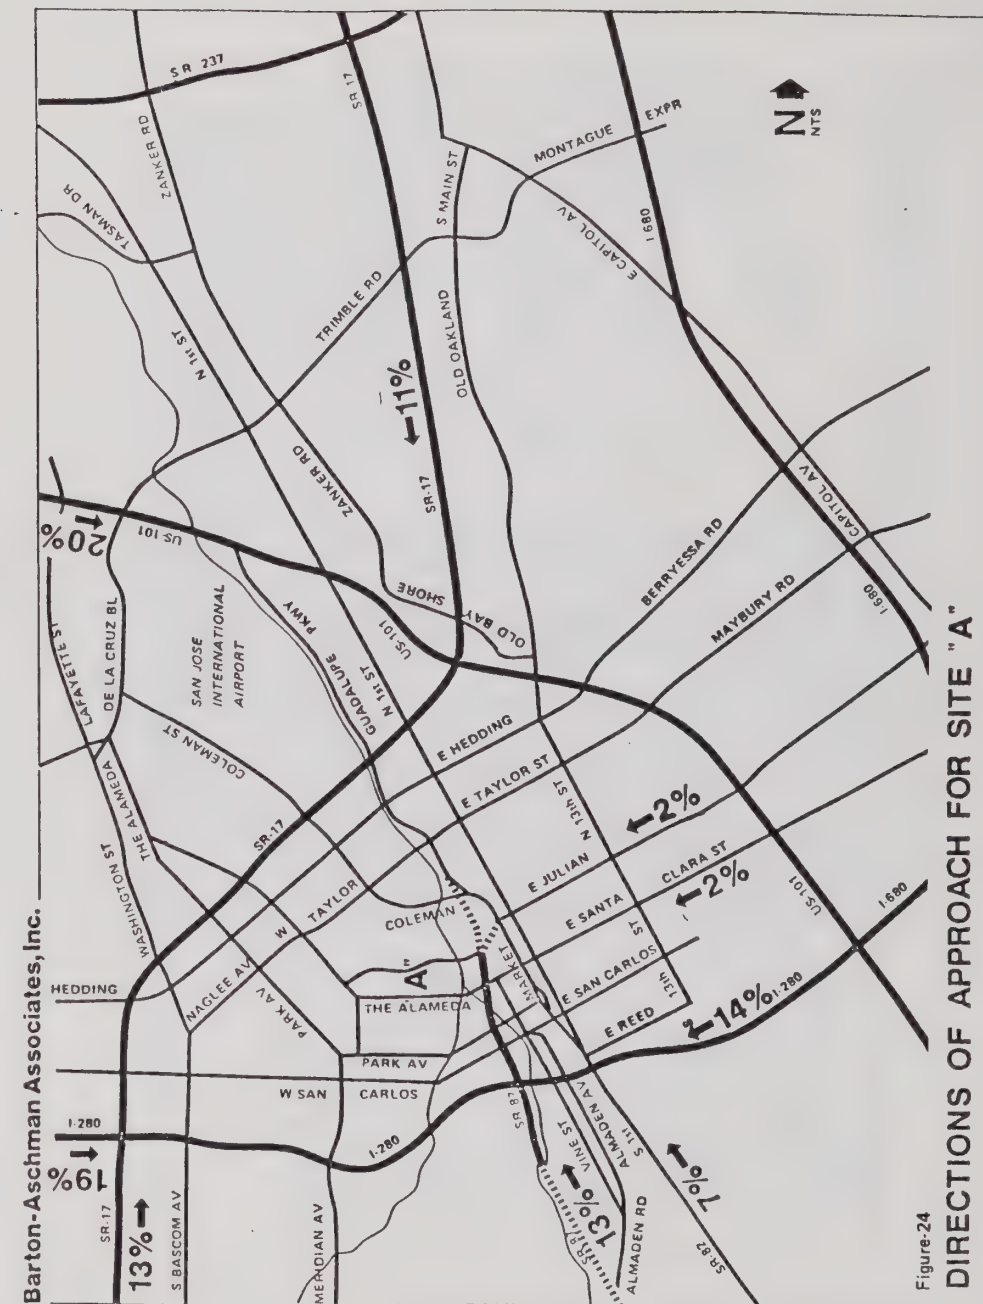 Barton-Aschman Associates, Inc.
SR 237
SR 17
ZANKER RD
TASMAN DR
N 1st ST
S MAIN ST
MONTAGUE EXPR
E CAPITOL AV
I 680
N
NTS
TRIMBLE RD
OLD OAKLAND
11%
SR-17
ZANKER RD
20%
US-101
LAFAYETTE ST
DE LA CRUZ BL
SAN JOSE
INTERNATIONAL
AIRPORT
GUADALUPE PKWY
N 1st ST
US-101
OLD BAY SHORE
BERRYESSA RD
MAYBURY RD
CAPITOL AV
I-680
COLEMAN ST
THE ALAMEDA
WASHINGTON ST
SR-17
E HEDDING
E TAYLOR ST
N 13th ST
E JULIAN
2%
E SANTA CLARA ST
2%
US-101
I-680
HEDDING
NAGLEE AV
W TAYLOR
PARK AV
COLEMAN
"A"
THE ALAMEDA
MARKET
E SAN CARLOS
ST
13th
E REED
14%
I-280
PARK AV
W SAN CARLOS
I-280
I-280
19%
SR-17
13%
S BASCOM AV
MERIDIAN AV
SR 87
VINE ST
ALMADEN AV
S 1st
13%
ALMADEN RD
7%
SR-82
Figure-24
DIRECTIONS OF APPROACH FOR SITE "A"